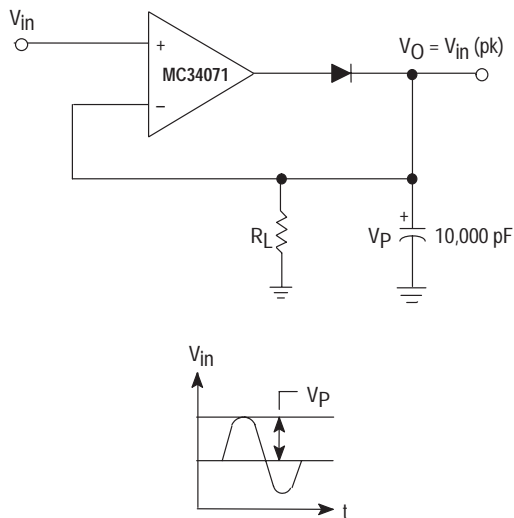 Vin
+
MC34071
−
VO = Vin (pk)
RL
+
VP
10,000 pF
Vin
VP
t